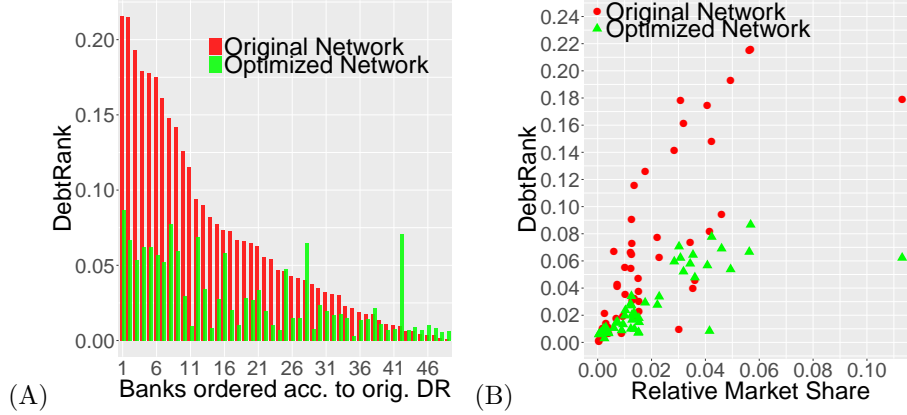 0.20
0.15
0.10
0.05
0.00
DebtRank
Original Network
Optimized Network
1 6 11 16 21 26 31 36 41 46
Banks ordered acc. to orig. DR
(A)
0.24
0.22
0.20
0.18
0.16
0.14
0.12
0.10
0.08
0.06
0.04
0.02
0.00
DebtRank
Original Network
Optimized Network
0.00 0.02 0.04 0.06 0.08 0.10
Relative Market Share
(B)